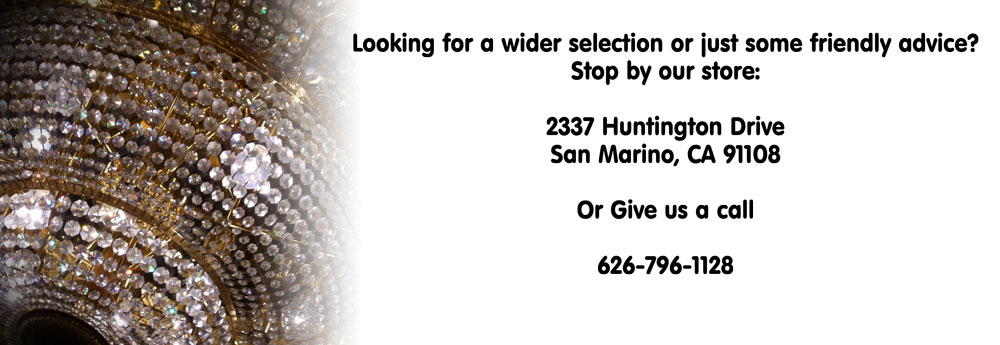 Looking for a wider selection or just some friendly advice?
Stop by our store:
2337 Huntington Drive
San Marino, CA 91108
Or Give us a call
626-796-1128